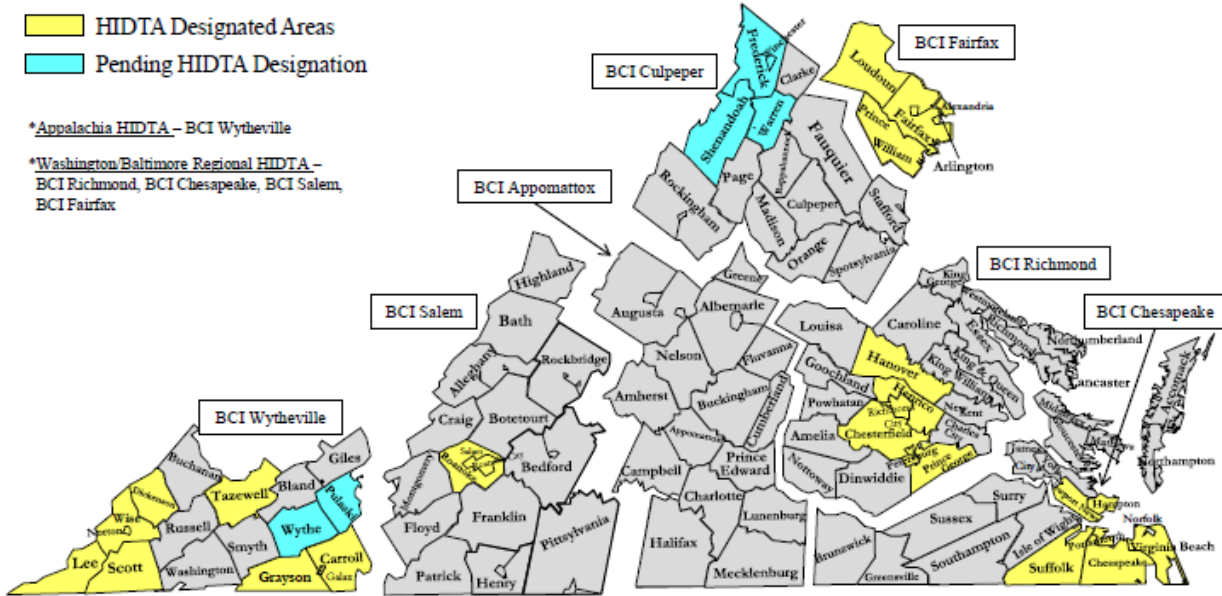 HIDTA Designated Areas
Pending HIDTA Designation
*Appalachia HIDTA – BCI Wytheville
*Washington/Baltimore Regional HIDTA –
BCI Richmond, BCI Chesapeake, BCI Salem,
BCI Fairfax
BCI Culpeper
Frederick
Winchester
Clarke
Shenandoah
Warren
Page
Rappahannock
Fauquier
Rockingham
Madison
Culpeper
Stafford
Orange
Spotsylvania
BCI Fairfax
Loudoun
Alexandria
Fairfax
Prince
William
Arlington
BCI Appomattox
Greene
Augusta
Albemarle
Nelson
Fluvanna
Amherst
Buckingham
Cumberland
Appomattox
Campbell
Prince
Edward
Charlotte
Lunenburg
Halifax
Mecklenburg
BCI Salem
Highland
Bath
Rockbridge
Alleghany
Craig
Botetourt
Salem
Roanoke
City
Bedford
Montgomery
Floyd
Franklin
Pittsylvania
Patrick
Henry
BCI Wytheville
Buchanan
Giles
Dickenson
Tazewell
Bland
Pulaski
Wise
Norton
Russell
Wythe
Smyth
Lee
Scott
Washington
Grayson
Carroll
Galax
BCI Richmond
King
George
Westmoreland
Caroline
Richmond
Essex
Northumberland
Louisa
Hanover
King & Queen
King William
Lancaster
Goochland
Henrico
New
Kent
Powhatan
Richmond
City
Charles
City
Chesterfield
Amelia
Petersburg
Prince
George
Nottoway
Dinwiddie
BCI Chesapeake
Accomack
Northampton
Middlesex
Mathews
James
City
Newport News
Hampton
Surry
Sussex
Isle of Wight
Norfolk
Southampton
Portsmouth
Virginia Beach
Brunswick
Greensville
Suffolk
Chesapeake